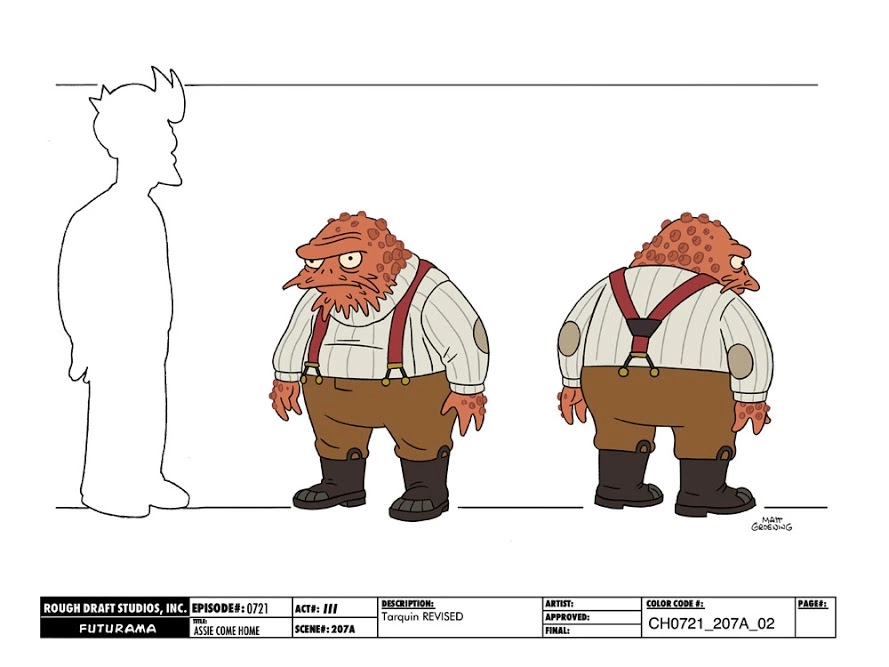 MATT
GROENING
ROUGH DRAFT STUDIOS, INC.
FUTURAMA
EPISODE#: 0721
TITLE:
ASSIE COME HOME
ACT#: III
SCENE#: 207A
DESCRIPTION:
Tarquin REVISED
ARTIST:
APPROVED:
FINAL:
COLOR CODE #:
CH0721_207A_02
PAGE#: